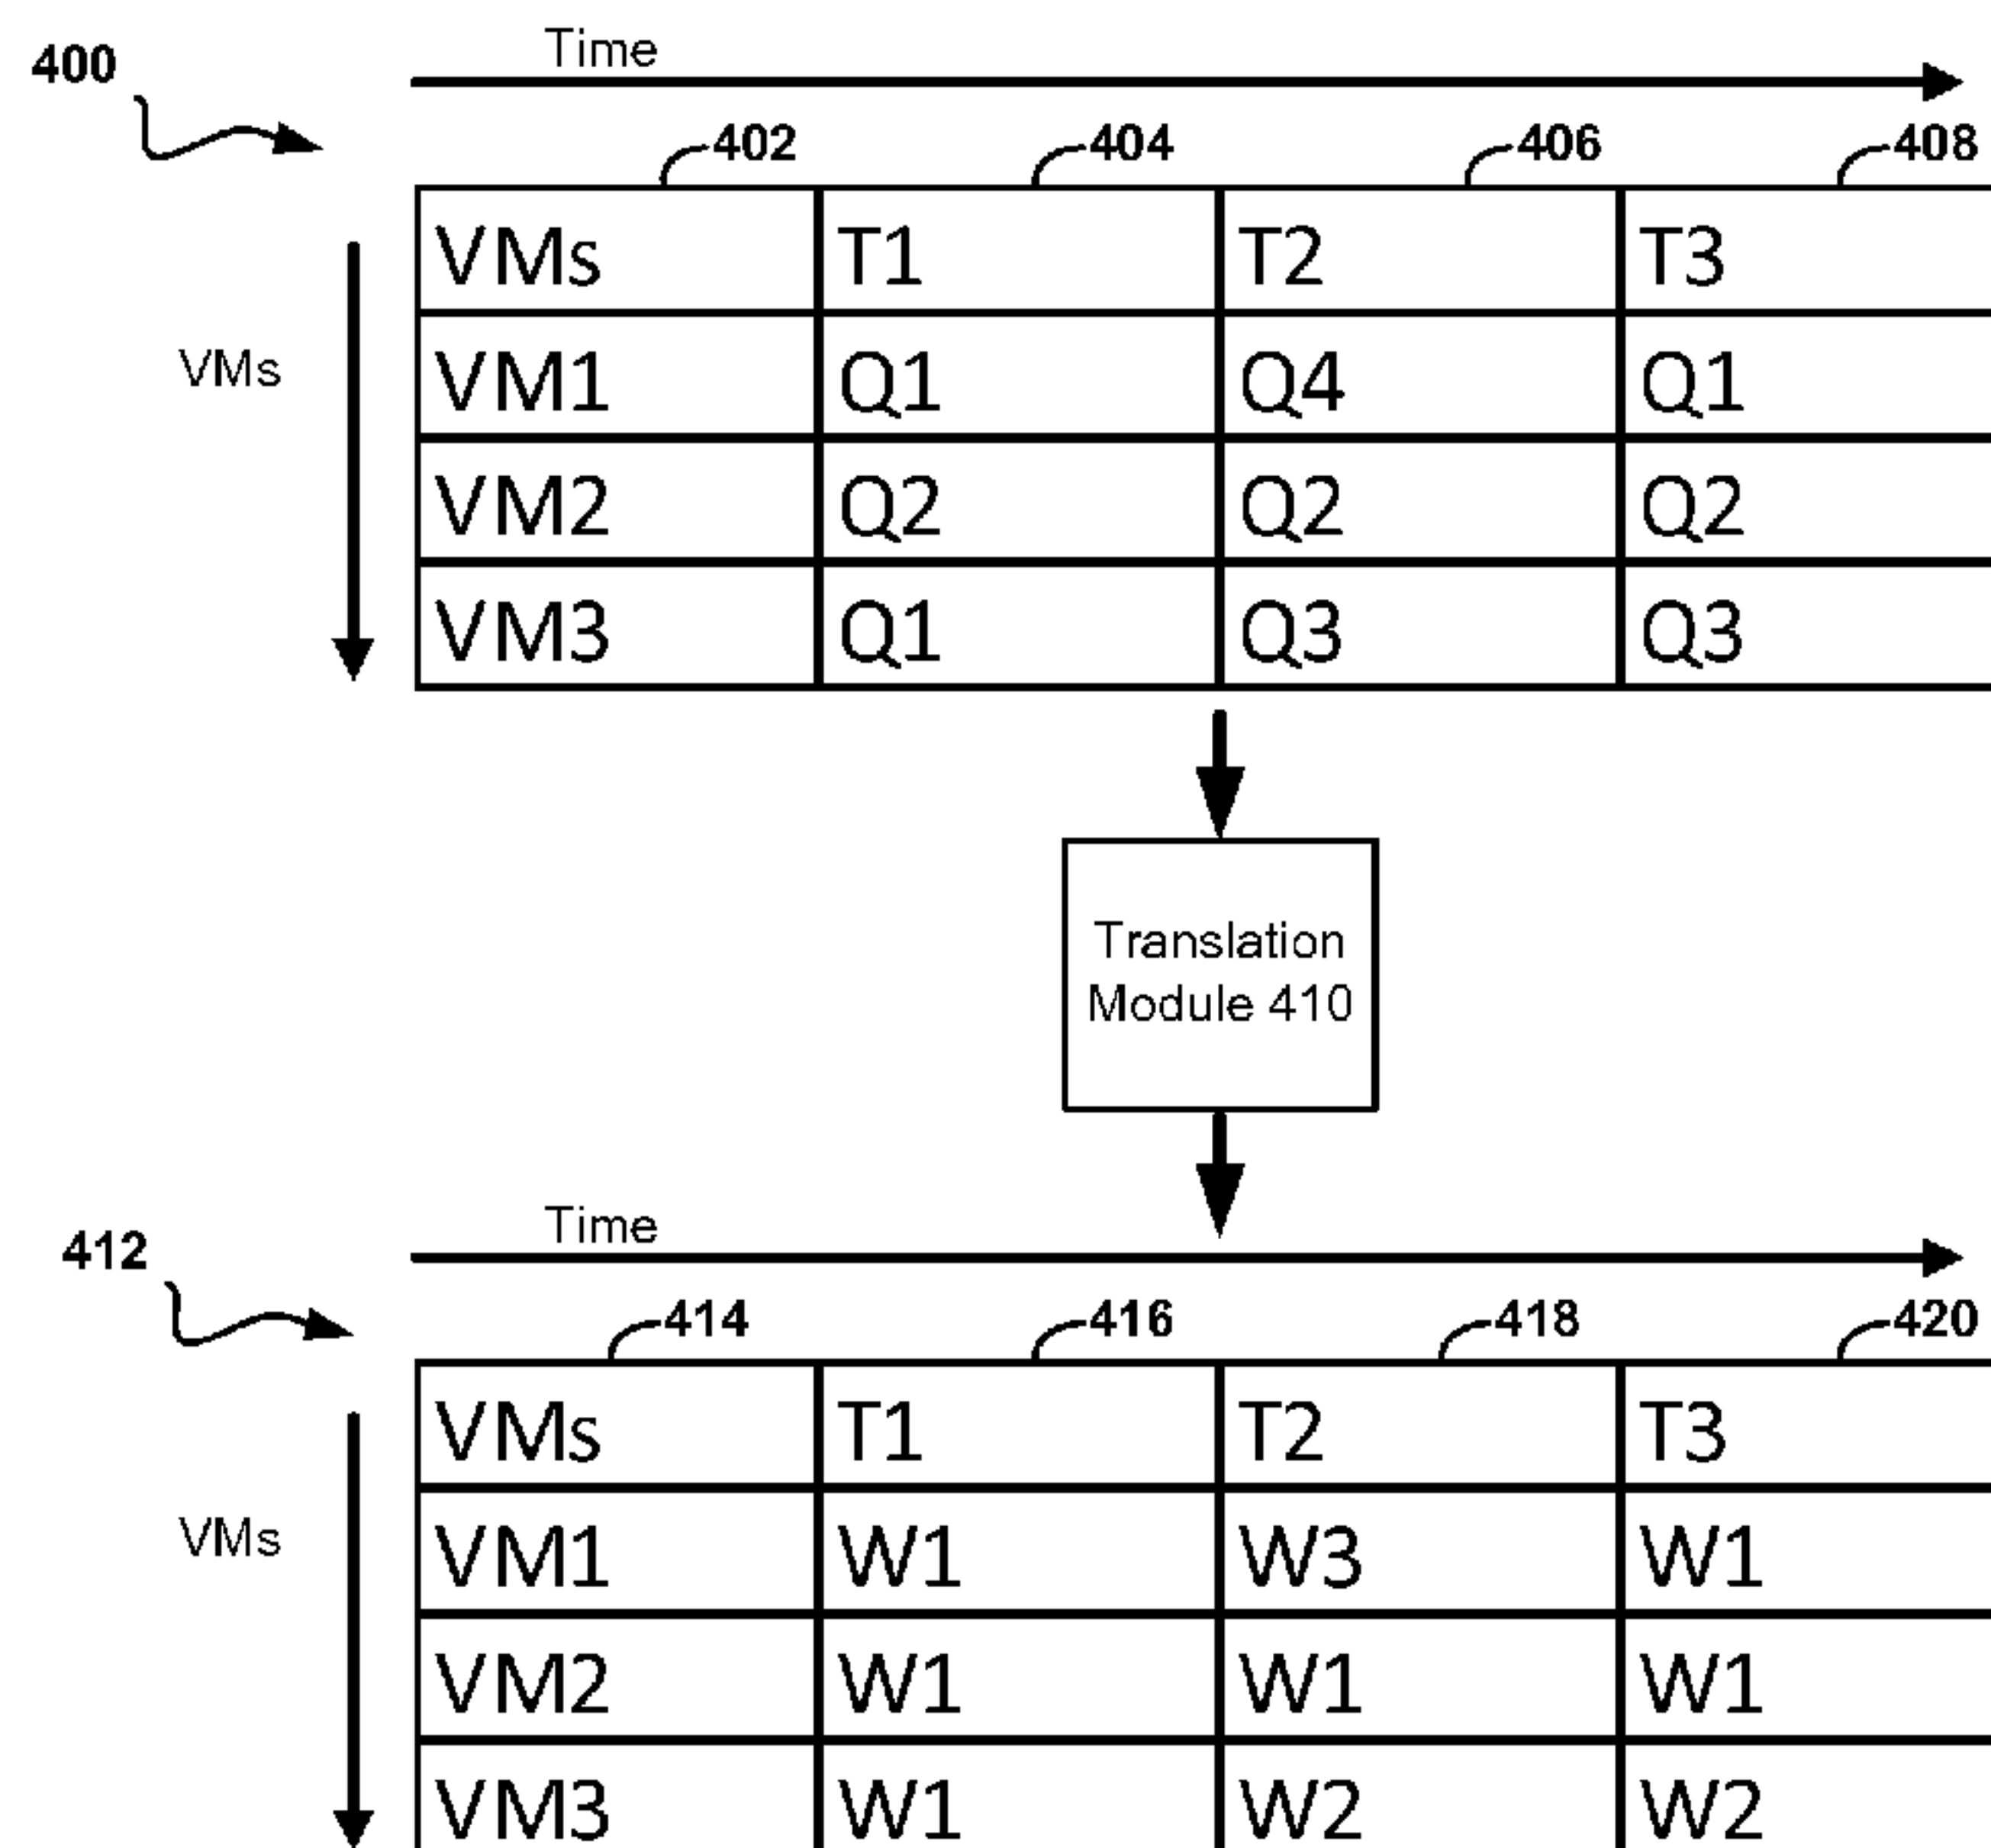 400
Time
402 404 406 408
VMs T1 T2 T3
VMs
VM1 Q1 Q4 Q1
VM2 Q2 Q2 Q2
VM3 Q1 Q3 Q3
Translation
Module 410
Time
412
414 416 418 420
VMs T1 T2 T3
VMs
VM1 W1 W3 W1
VM2 W1 W1 W1
VM3 W1 W2 W2